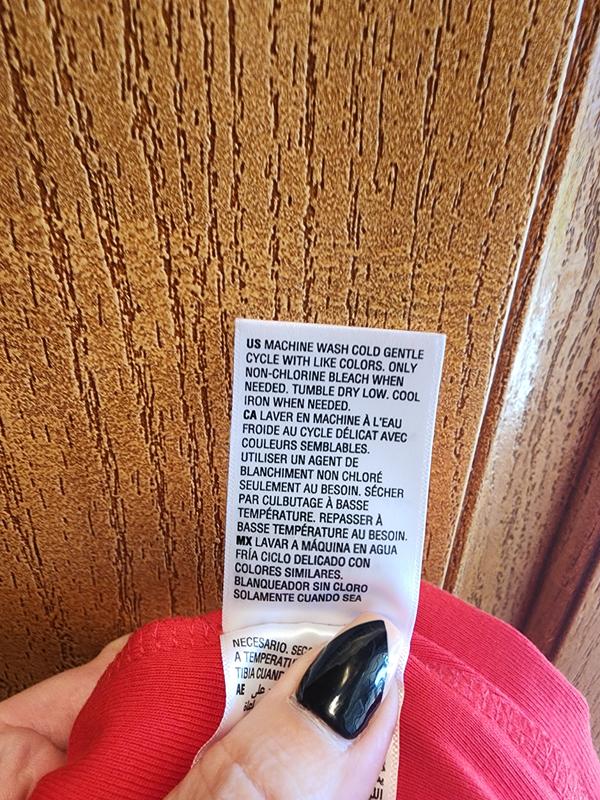 US MACHINE WASH COLD GENTLE
CYCLE WITH LIKE COLORS. ONLY
NON-CHLORINE BLEACH WHEN
NEEDED. TUMBLE DRY LOW. COOL
IRON WHEN NEEDED.
CA LAVER EN MACHINE À L'EAU
FROIDE AU CYCLE DÉLICAT AVEC
COULEURS SEMBLABLES.
UTILISER UN AGENT DE
BLANCHIMENT NON CHLORÉ
SEULEMENT AU BESOIN. SÉCHER
PAR CULBUTAGE À BASSE
TEMPÉRATURE. REPASSER À
BASSE TEMPÉRATURE AU BESOIN.
MX LAVAR A MÁQUINA EN AGUA
FRÍA CICLO DELICADO CON
COLORES SIMILARES.
BLANQUEADOR SIN CLORO
SOLAMENTE CUANDO SEA
NECESARIO.
A
TIBIA
AE